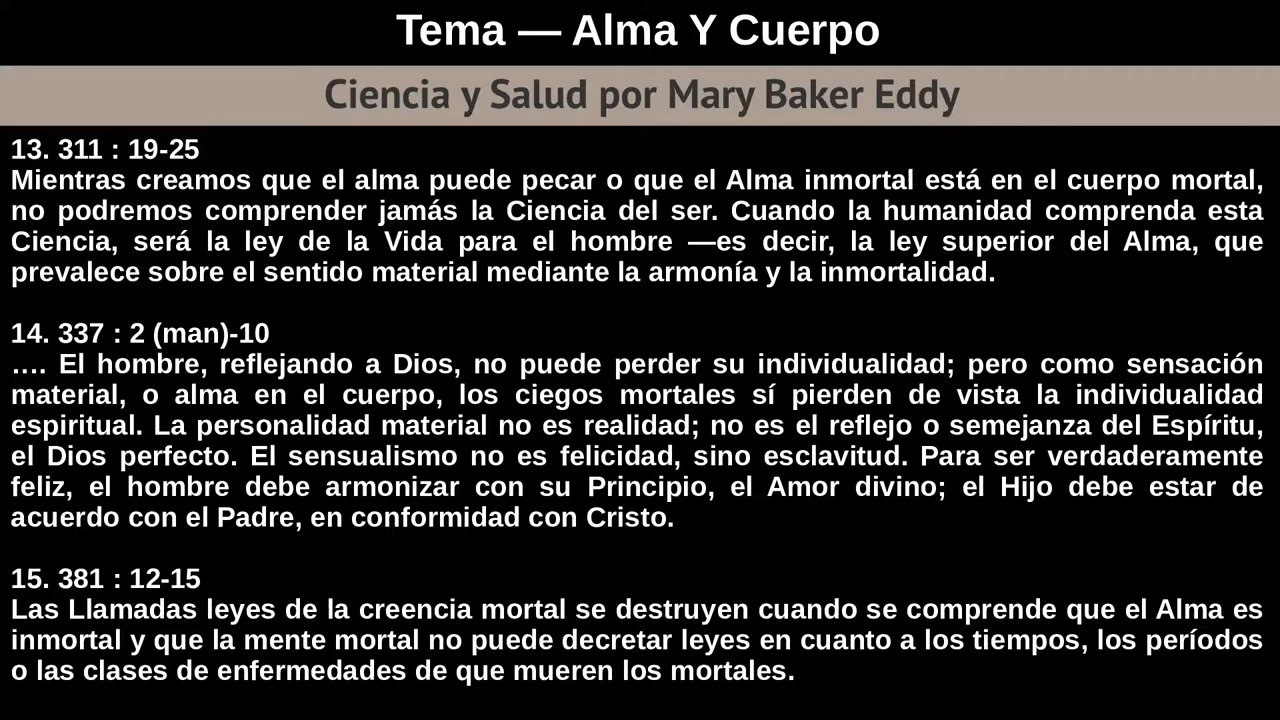 Tema — Alma Y Cuerpo
Ciencia y Salud por Mary Baker Eddy
13. 311 : 19-25
Mientras creamos que el alma puede pecar o que el Alma inmortal está en el cuerpo mortal,
no podremos comprender jamás la Ciencia del ser. Cuando la humanidad comprenda esta
Ciencia, será la ley de la Vida para el hombre —es decir, la ley superior del Alma, que
prevalece sobre el sentido material mediante la armonía y la inmortalidad.
14. 337 : 2 (man)-10
.... El hombre, reflejando a Dios, no puede perder su individualidad; pero como sensación
material, o alma en el cuerpo, los ciegos mortales sí pierden de vista la individualidad
espiritual. La personalidad material no es realidad; no es el reflejo o semejanza del Espíritu,
el Dios perfecto. El sensualismo no es felicidad, sino esclavitud. Para ser verdaderamente
feliz, el hombre debe armonizar con su Principio, el Amor divino; el Hijo debe estar de
acuerdo con el Padre, en conformidad con Cristo.
15. 381 : 12-15
Las Llamadas leyes de la creencia mortal se destruyen cuando se comprende que el Alma es
inmortal y que la mente mortal no puede decretar leyes en cuanto a los tiempos, los períodos
o las clases de enfermedades de que mueren los mortales.